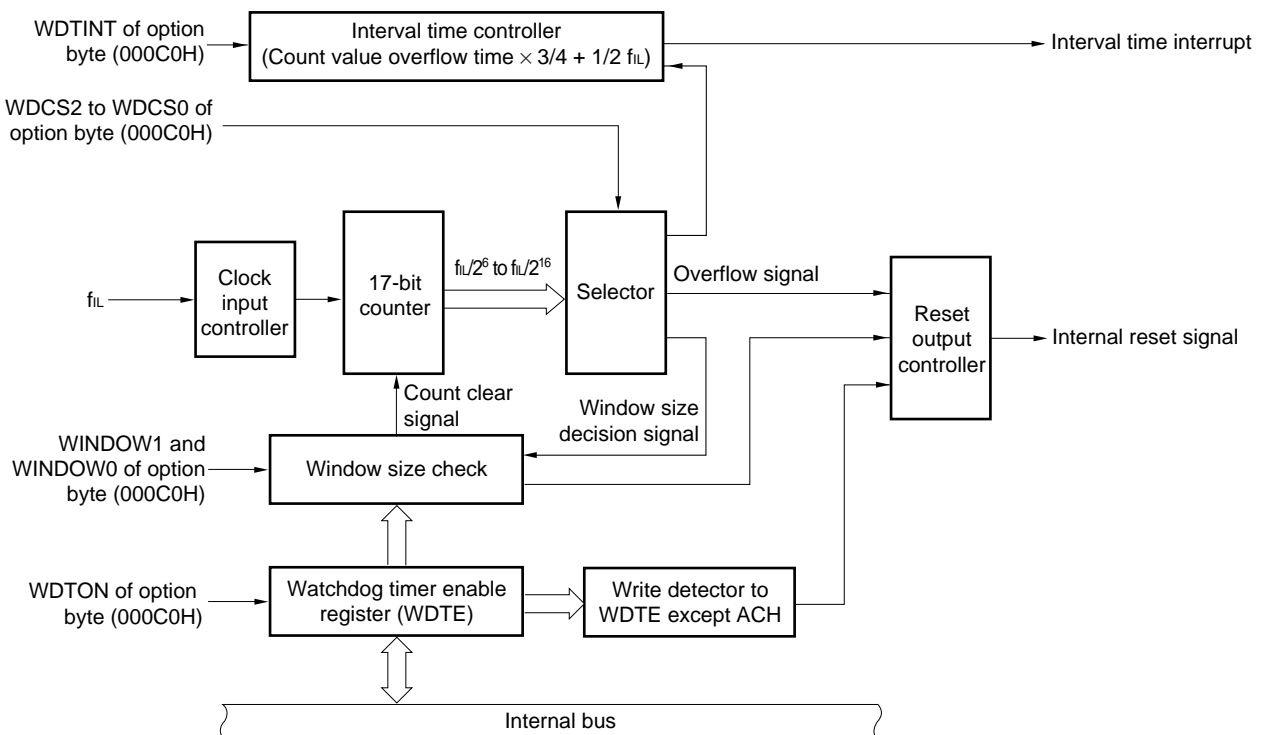 WDTINT of option
byte (000C0H)
Interval time controller
(Count value overflow time × 3/4 + 1/2 fIL)
Interval time interrupt
WDCS2 to WDCS0 of
option byte (000C0H)
fIL
Clock
input
controller
17-bit
counter
fIL/2⁶ to fIL/2¹⁶
Selector
Overflow signal
Reset
output
controller
Internal reset signal
Count clear
signal
Window size
decision signal
WINDOW1 and
WINDOW0 of option
byte (000C0H)
Window size check
WDTON of option
byte (000C0H)
Watchdog timer enable
register (WDTE)
Write detector to
WDTE except ACH
Internal bus